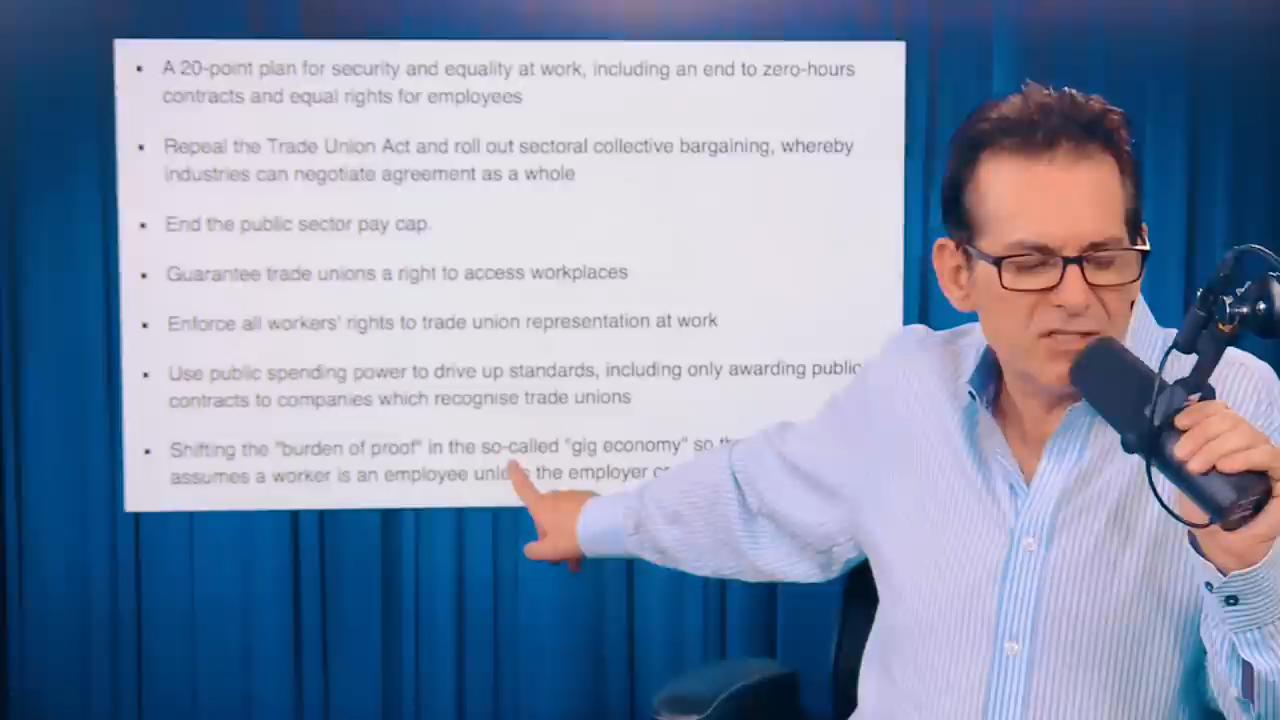 A 20-point plan for security and equality at work, including an end to zero-hours
contracts and equal rights for employees
Repeal the Trade Union Act and roll out sectoral collective bargaining, whereby
industries can negotiate agreement as a whole
End the public sector pay cap.
Guarantee trade unions a right to access workplaces
Enforce all workers' rights to trade union representation at work
Use public spending power to drive up standards, including only awarding public
contracts to companies which recognise trade unions
Shifting the "burden of proof" in the so-called "gig economy" so
assumes a worker is an employee the employer